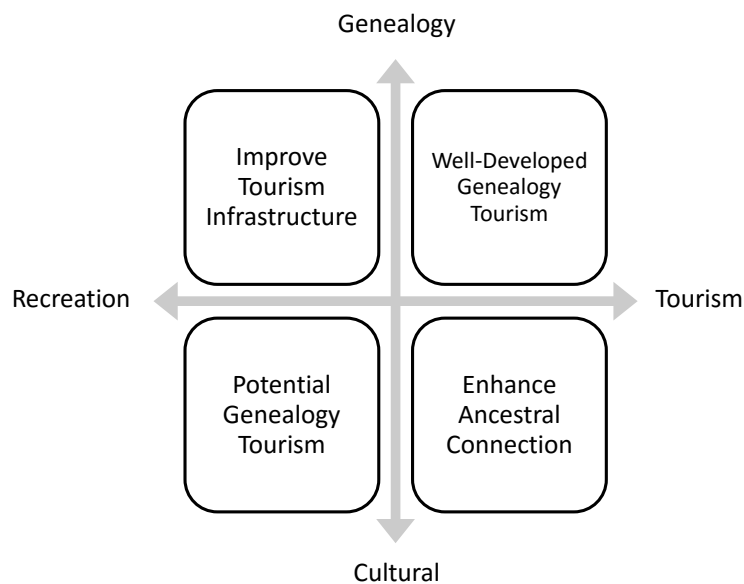 Genealogy
Improve
Tourism
Infrastructure
Well-Developed
Genealogy
Tourism
Recreation
Tourism
Potential
Genealogy
Tourism
Enhance
Ancestral
Connection
Cultural